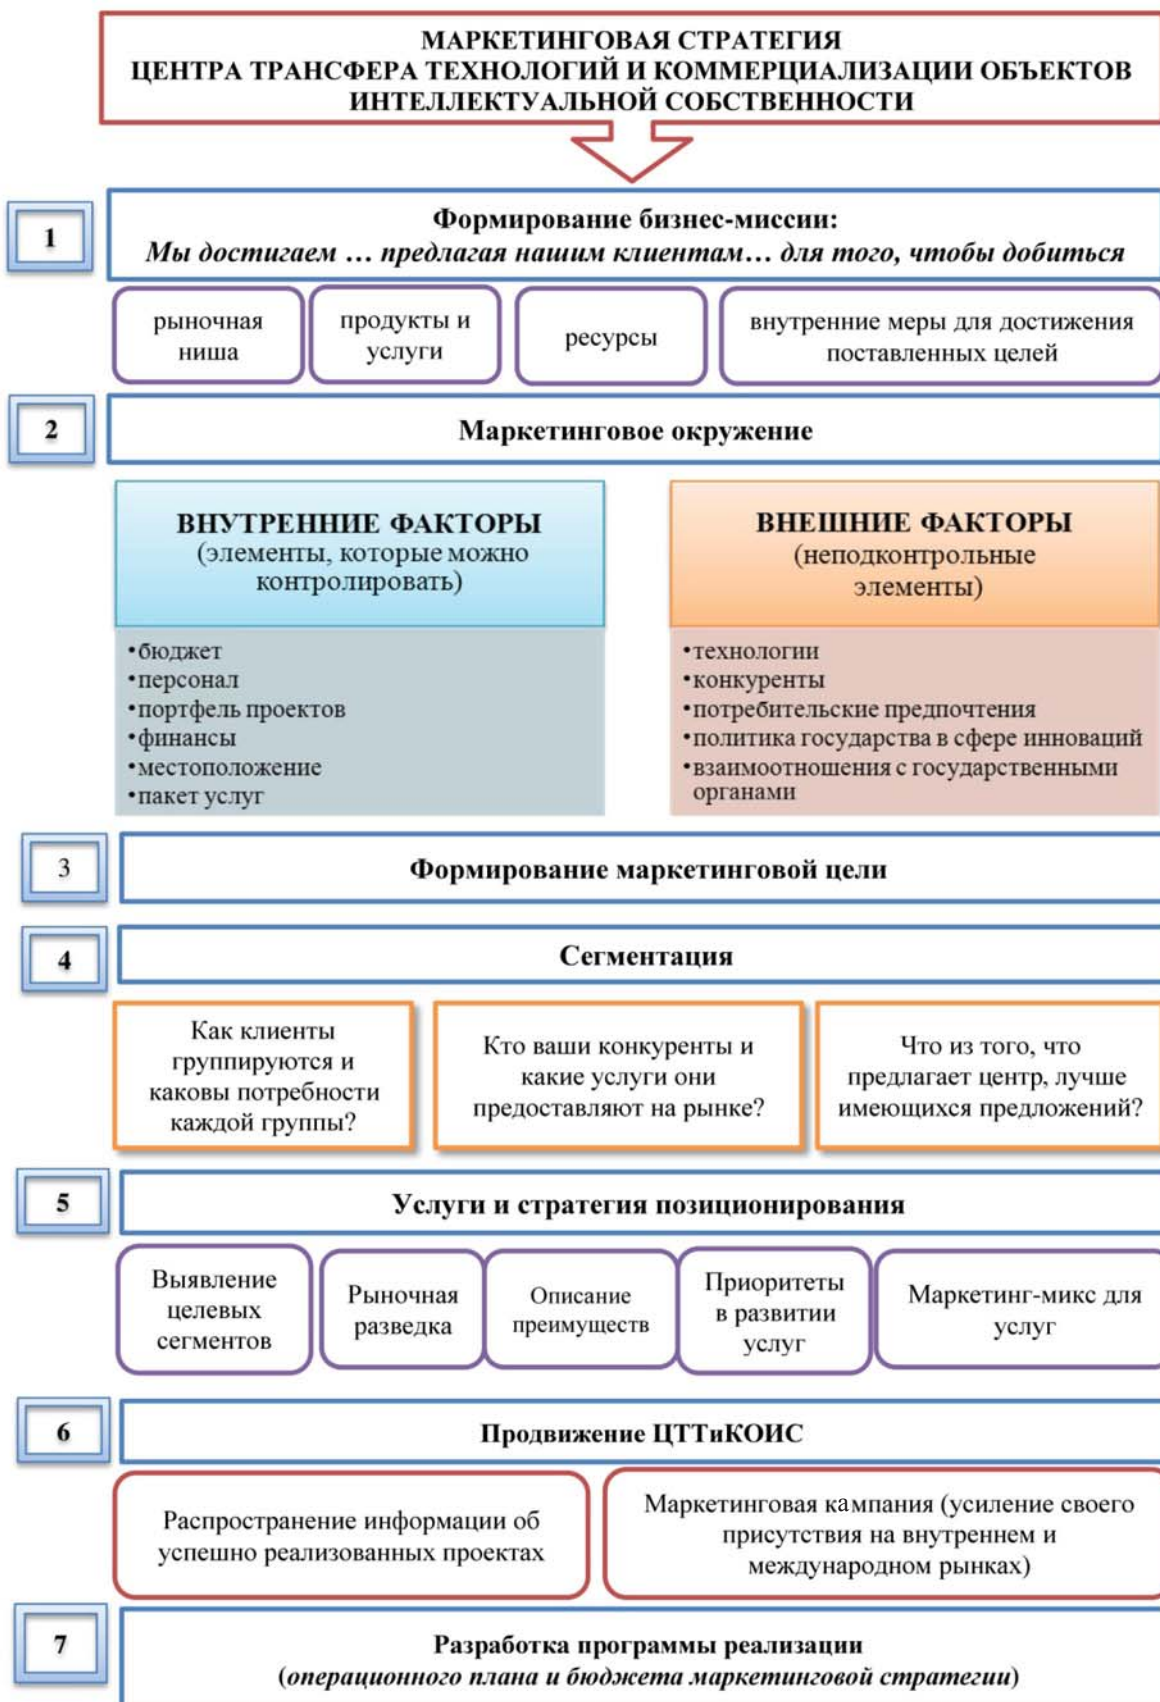 МАРКЕТИНГОВАЯ СТРАТЕГИЯ
ЦЕНТРА ТРАНСФЕРА ТЕХНОЛОГИЙ И КОММЕРЦИАЛИЗАЦИИ ОБЪЕКТОВ
ИНТЕЛЛЕКТУАЛЬНОЙ СОБСТВЕННОСТИ
1
Формирование бизнес-миссии:
Мы достигаем … предлагая нашим клиентам… для того, чтобы добиться
рыночная
ниша
продукты и
услуги
ресурсы
внутренние меры для достижения
поставленных целей
2
Маркетинговое окружение
ВНУТРЕННИЕ ФАКТОРЫ
(элементы, которые можно
контролировать)
•бюджет
•персонал
•портфель проектов
•финансы
•местоположение
•пакет услуг
ВНЕШНИЕ ФАКТОРЫ
(неподконтрольные
элементы)
•технологии
•конкуренты
•потребительские предпочтения
•политика государства в сфере инноваций
•взаимоотношения с государственными
органами
3
Формирование маркетинговой цели
4
Сегментация
Как клиенты
группируются и
каковы потребности
каждой группы?
Кто ваши конкуренты и
какие услуги они
предоставляют на рынке?
Что из того, что
предлагает центр, лучше
имеющихся предложений?
5
Услуги и стратегия позиционирования
Выявление
целевых
сегментов
Рыночная
разведка
Описание
преимуществ
Приоритеты
в развитии
услуг
Маркетинг-микс для
услуг
6
Продвижение ЦТТиКОИС
Распространение информации об
успешно реализованных проектах
Маркетинговая кампания (усиление своего
присутствия на внутреннем и
международном рынках)
7
Разработка программы реализации
(операционного плана и бюджета маркетинговой стратегии)